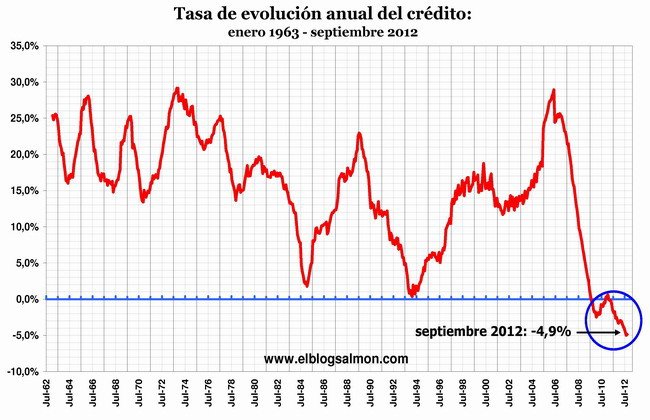 Tasa de evolución anual del crédito:
enero 1963 - septiembre 2012
35,0%
30,0%
25,0%
20,0%
15,0%
10,0%
5,0%
0,0%
-5,0%
-10,0%
septiembre 2012: -4,9%
www.elblogsalmon.com
Jul-62
Jul-64
Jul-66
Jul-68
Jul-70
Jul-72
Jul-74
Jul-76
Jul-78
Jul-80
Jul-82
Jul-84
Jul-86
Jul-88
Jul-90
Jul-92
Jul-94
Jul-96
Jul-98
Jul-00
Jul-02
Jul-04
Jul-06
Jul-08
Jul-10
Jul-12